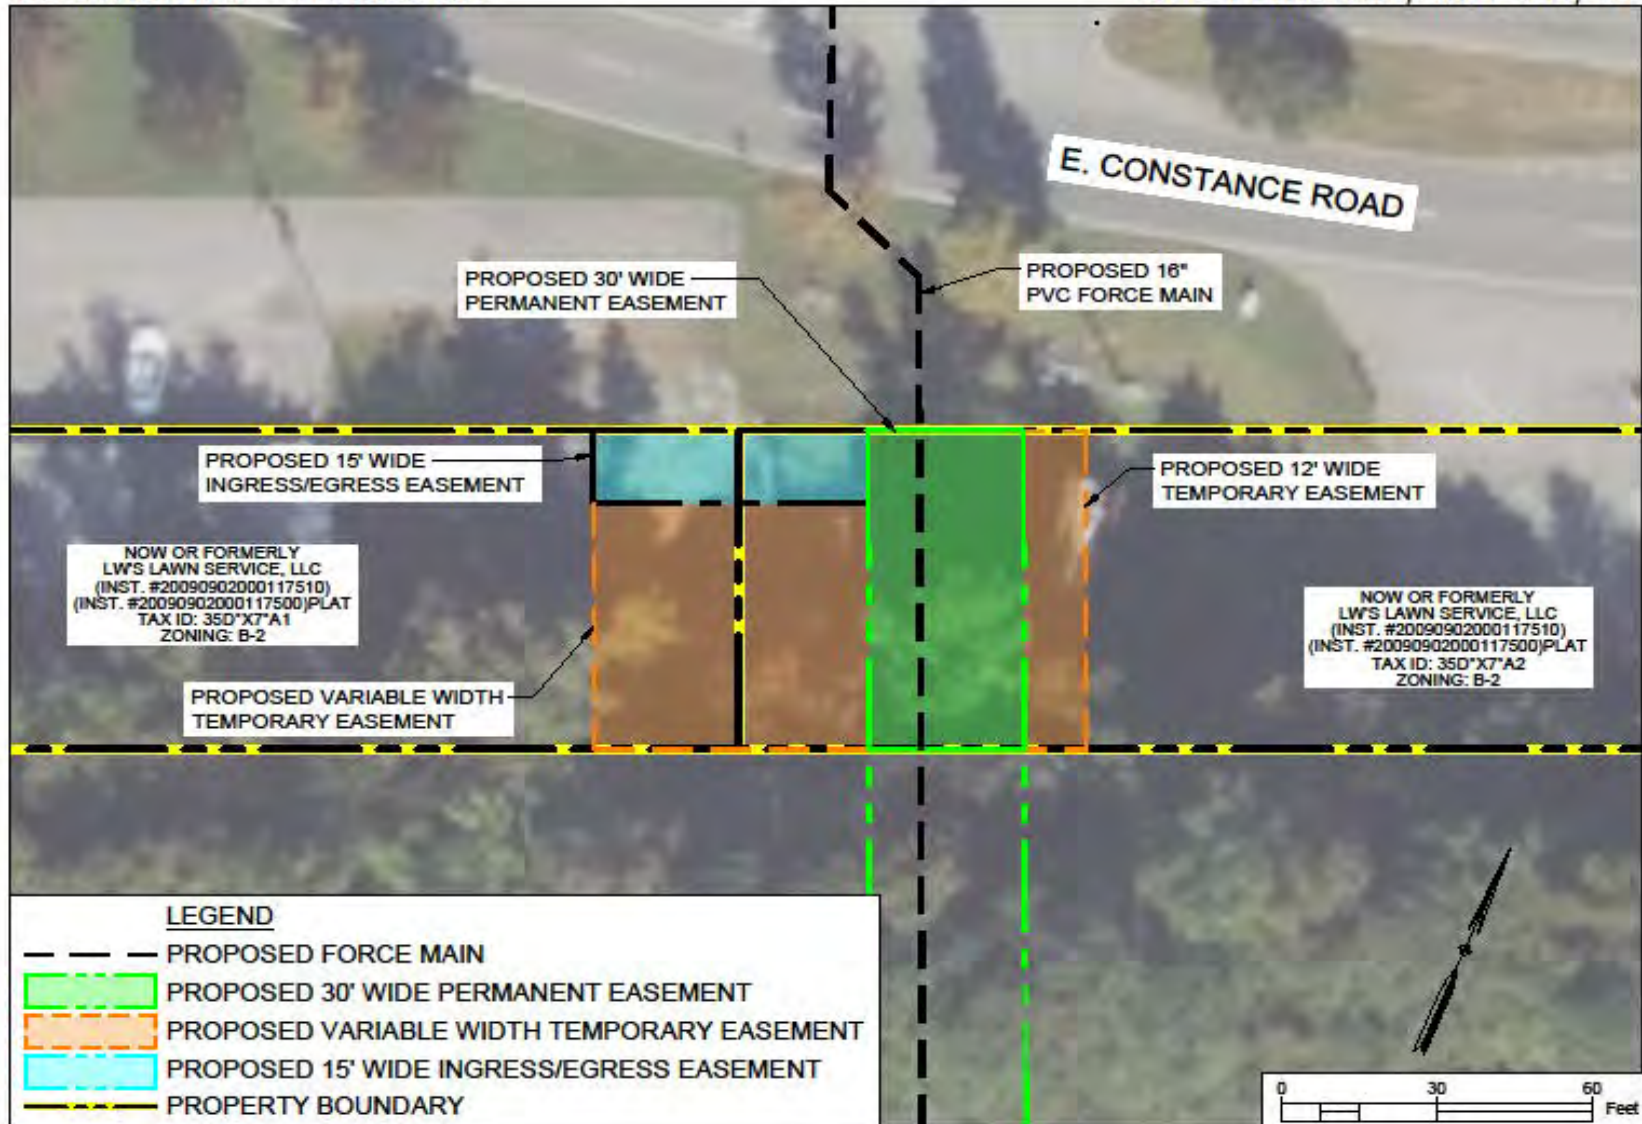 E. CONSTANCE ROAD
PROPOSED 30' WIDE
PERMANENT EASEMENT
PROPOSED 16"
PVC FORCE MAIN
PROPOSED 15' WIDE
INGRESS/EGRESS EASEMENT
PROPOSED 12' WIDE
TEMPORARY EASEMENT
NOW OR FORMERLY
LW'S LAWN SERVICE, LLC
(INST. #20090902000117510)
(INST. #20090902000117500)PLAT
TAX ID: 35D*X7*A1
ZONING: B-2
NOW OR FORMERLY
LW'S LAWN SERVICE, LLC
(INST. #20090902000117510)
(INST. #20090902000117500)PLAT
TAX ID: 35D*X7*A2
ZONING: B-2
PROPOSED VARIABLE WIDTH
TEMPORARY EASEMENT
LEGEND
PROPOSED FORCE MAIN
PROPOSED 30' WIDE PERMANENT EASEMENT
PROPOSED VARIABLE WIDTH TEMPORARY EASEMENT
PROPOSED 15' WIDE INGRESS/EGRESS EASEMENT
PROPERTY BOUNDARY
0 30 60
Feet